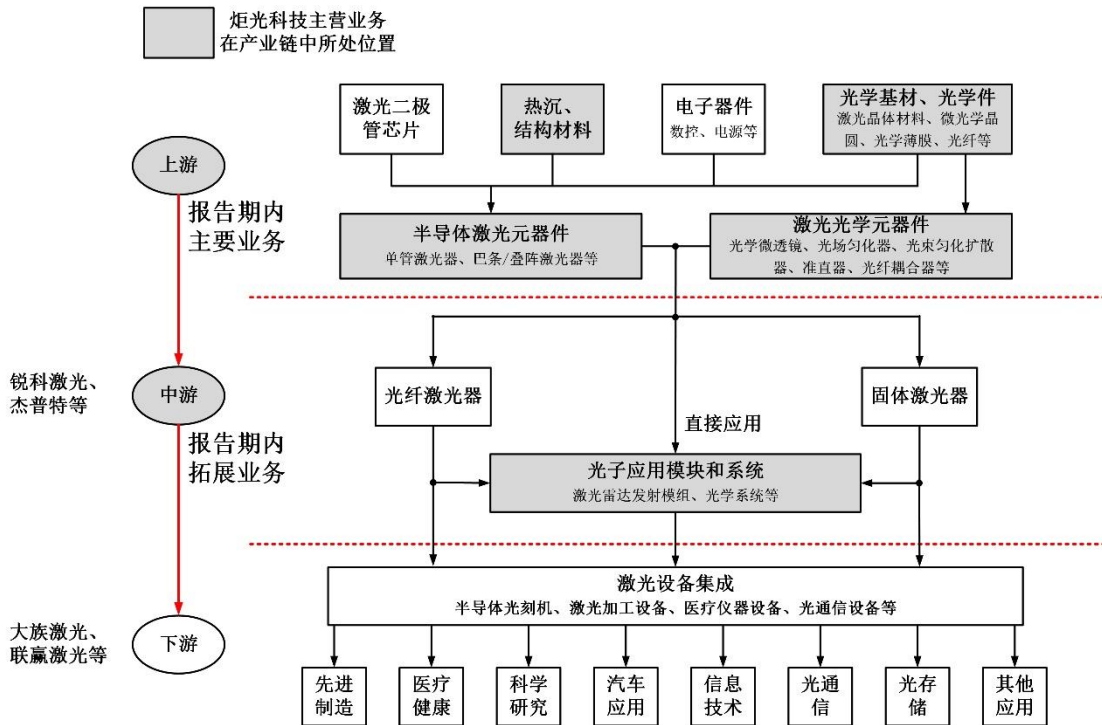 炬光科技主营业务
在产业链中所处位置
激光二极
管芯片
热沉、
结构材料
电子器件
数控、电源等
光学基材、光学件
激光晶体材料、微光学晶
圆、光学薄膜、光纤等
上游
报告期内
主要业务
半导体激光元器件
单管激光器、巴条/叠阵激光器等
激光光学元器件
光学微透镜、光场匀化器、光束匀化扩散
器、准直器、光纤耦合器等
锐科激光、
杰普特等
中游
光纤激光器
固体激光器
直接应用
报告期内
拓展业务
光子应用模块和系统
激光雷达发射模组、光学系统等
大族激光、
联赢激光等
下游
激光设备集成
半导体光刻机、激光加工设备、医疗仪器设备、光通信设备等
先进
制造
医疗
健康
科学
研究
汽车
应用
信息
技术
光通
信
光存
储
其他
应用